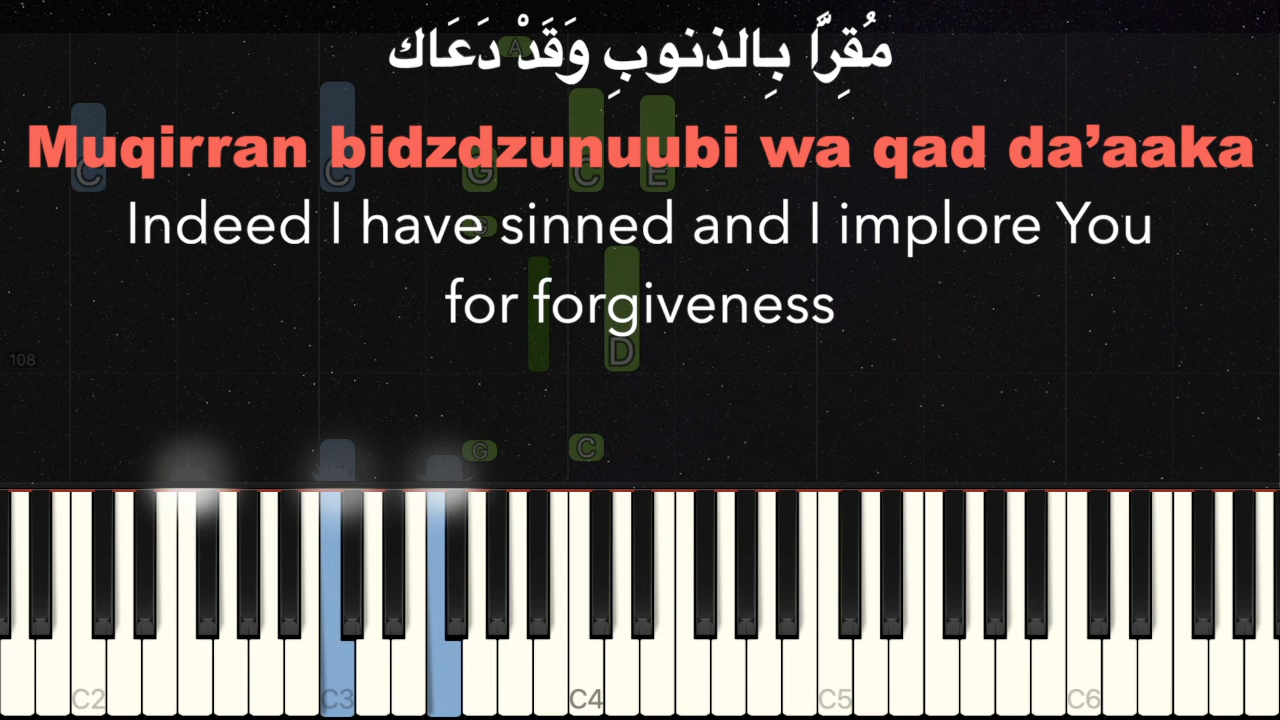 مُقِرًّا بِالذنوبِ وَقَدْ دَعَاك
Muqirran bidzdzunuubi wa qad da’aaka
Indeed I have sinned and I implore You
for forgiveness
A
C C G C E
G
D
108
G C
C2 C3 C4 C5 C6